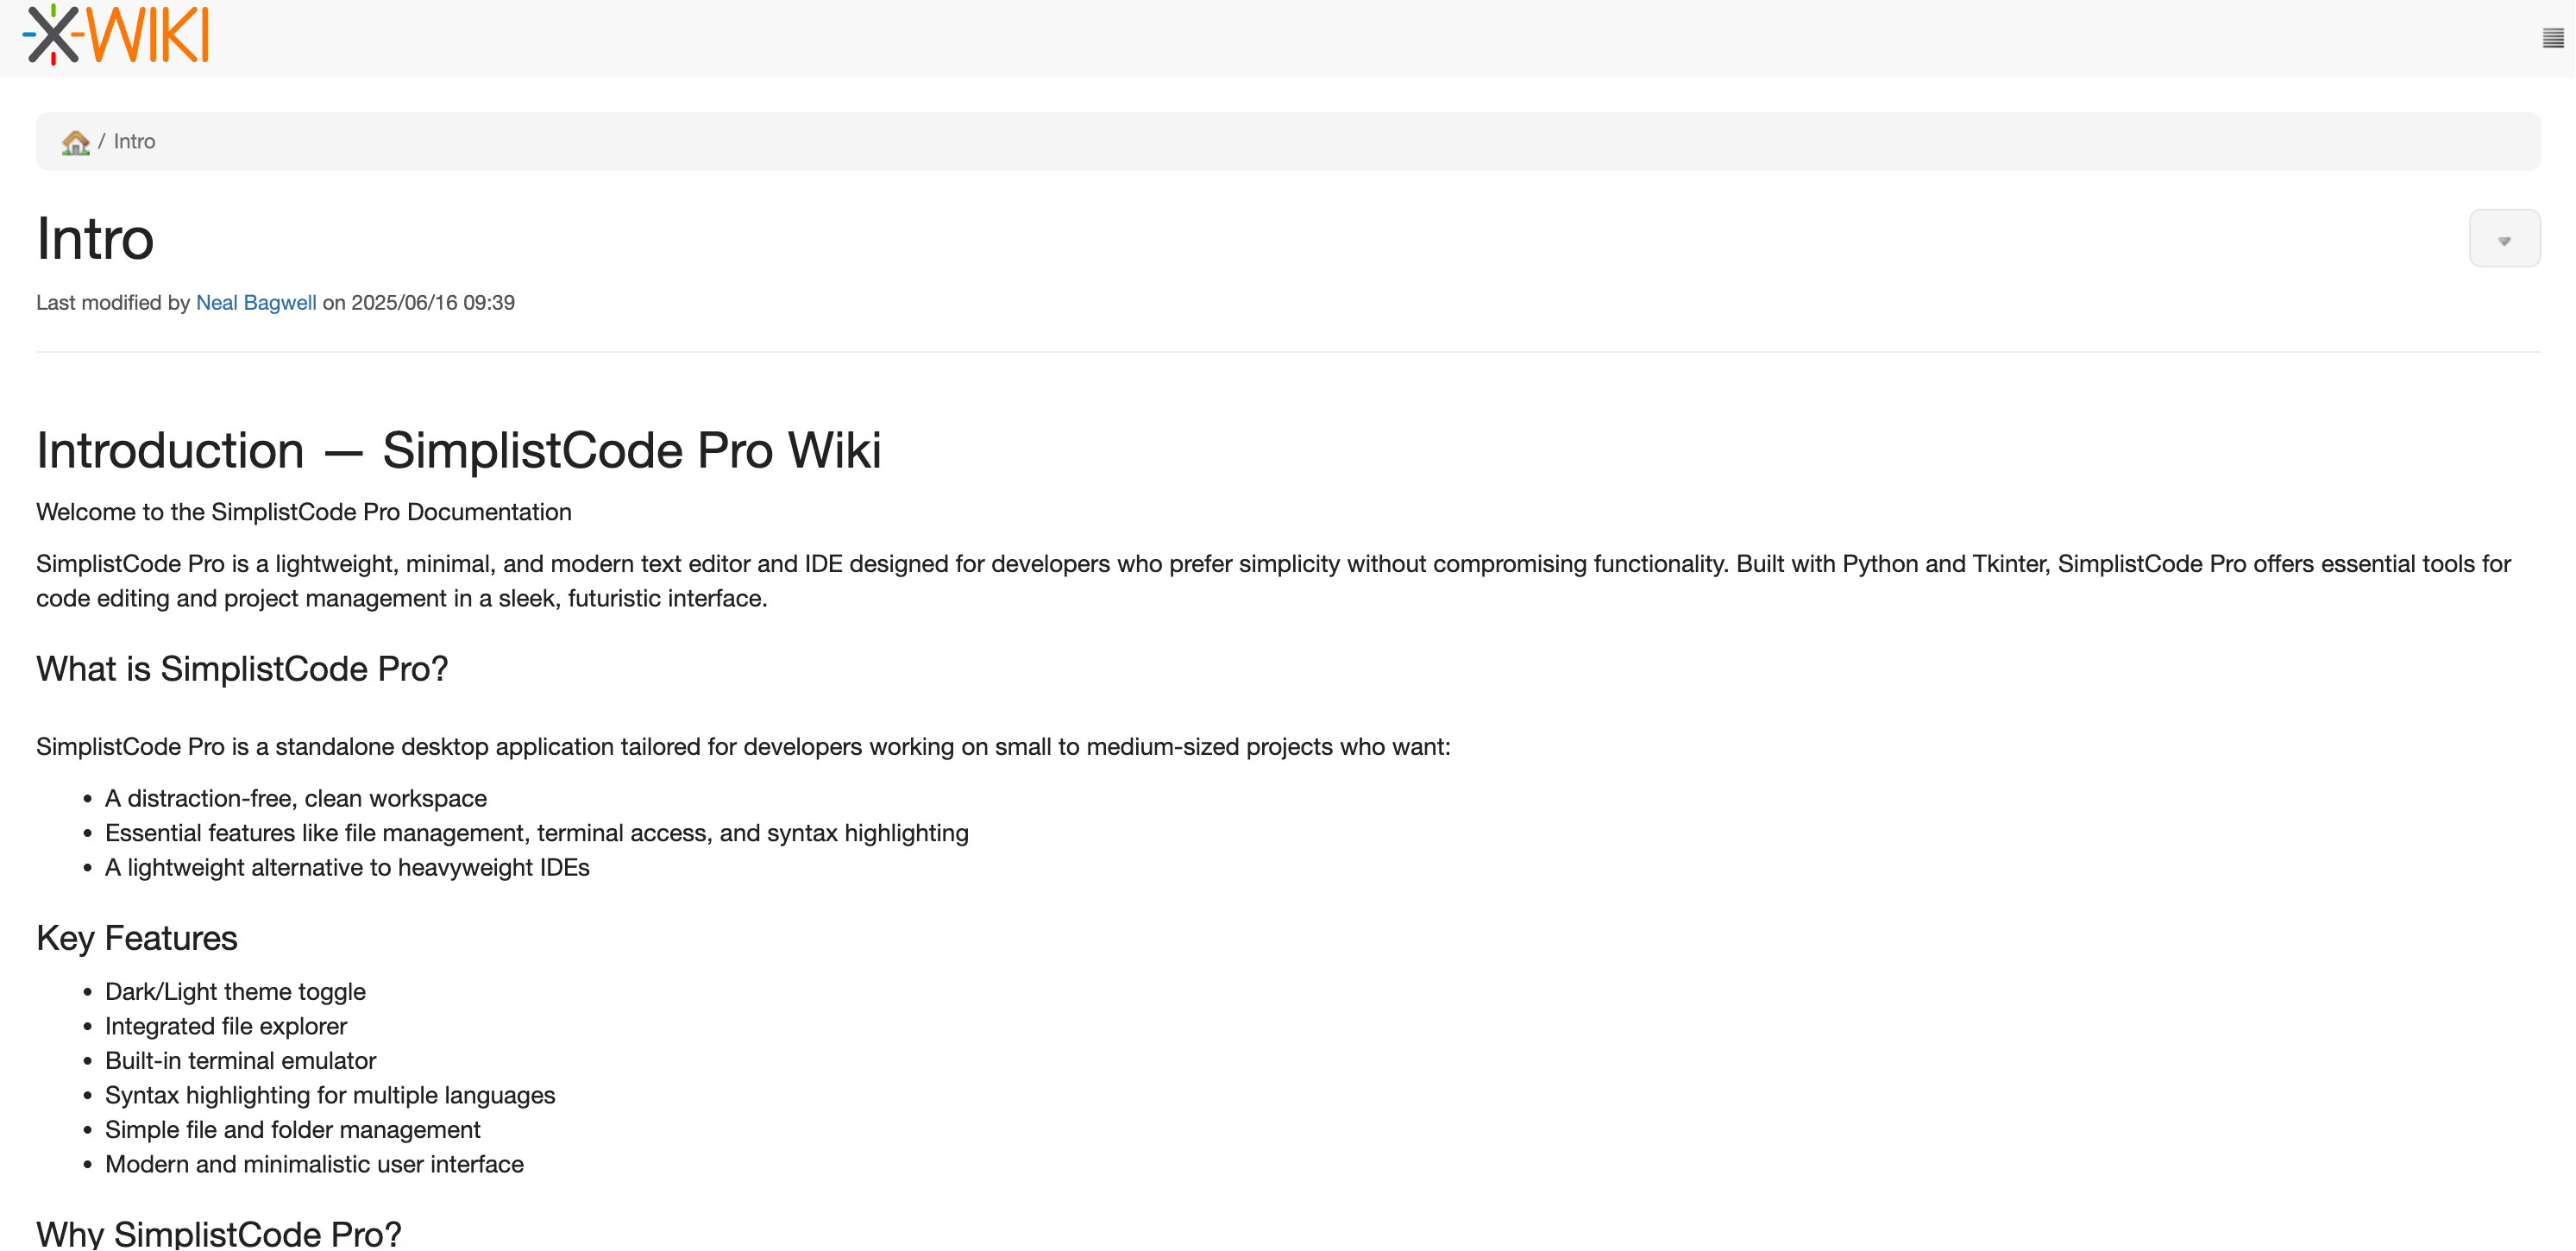 XWIKI
/ Intro
Intro
Last modified by Neal Bagwell on 2025/06/16 09:39
Introduction — SimplistCode Pro Wiki
Welcome to the SimplistCode Pro Documentation
SimplistCode Pro is a lightweight, minimal, and modern text editor and IDE designed for developers who prefer simplicity without compromising functionality. Built with Python and Tkinter, SimplistCode Pro offers essential tools for
code editing and project management in a sleek, futuristic interface.
What is SimplistCode Pro?
SimplistCode Pro is a standalone desktop application tailored for developers working on small to medium-sized projects who want:
• A distraction-free, clean workspace
• Essential features like file management, terminal access, and syntax highlighting
• A lightweight alternative to heavyweight IDEs
Key Features
• Dark/Light theme toggle
• Integrated file explorer
• Built-in terminal emulator
• Syntax highlighting for multiple languages
• Simple file and folder management
• Modern and minimalistic user interface
Why SimplistCode Pro?